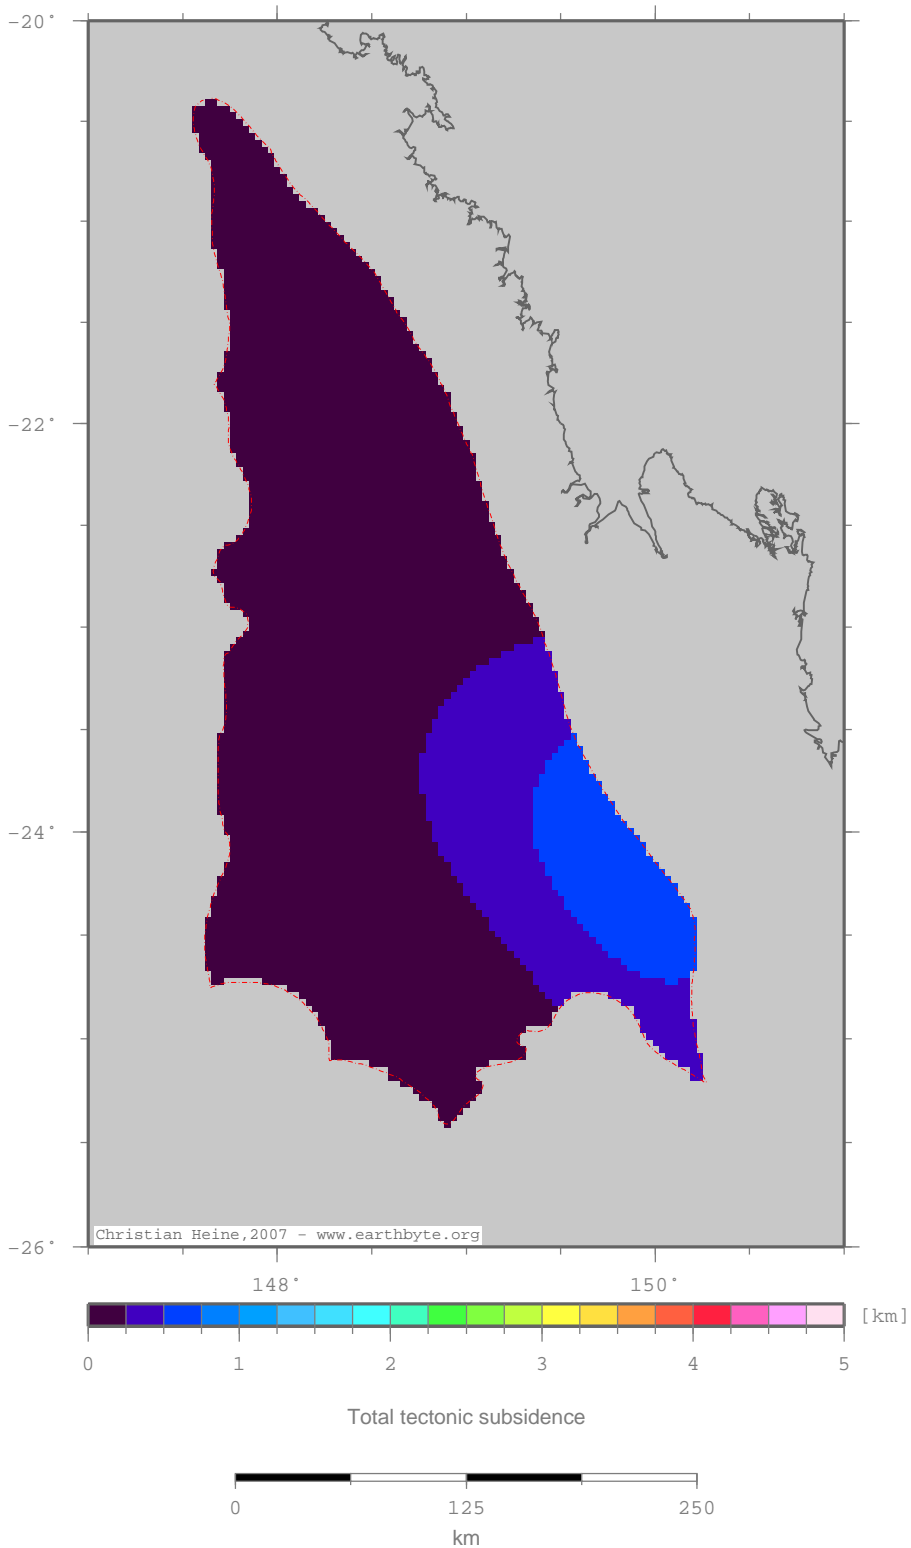 -20°
-22°
-24°
-26°
Christian Heine,2007 - www.earthbyte.org
148° 150°
[km]
0 1 2 3 4 5
Total tectonic subsidence
0 125 250
km